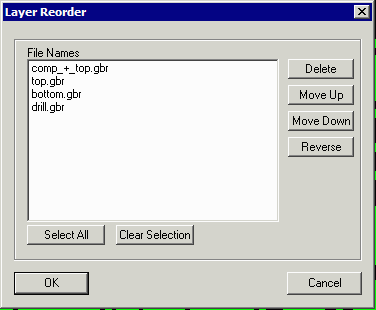 Layer Reorder
File Names
comp_+_top.gbr
top.gbr
bottom.gbr
drill.gbr
Delete
Move Up
Move Down
Reverse
Select All
Clear Selection
OK
Cancel